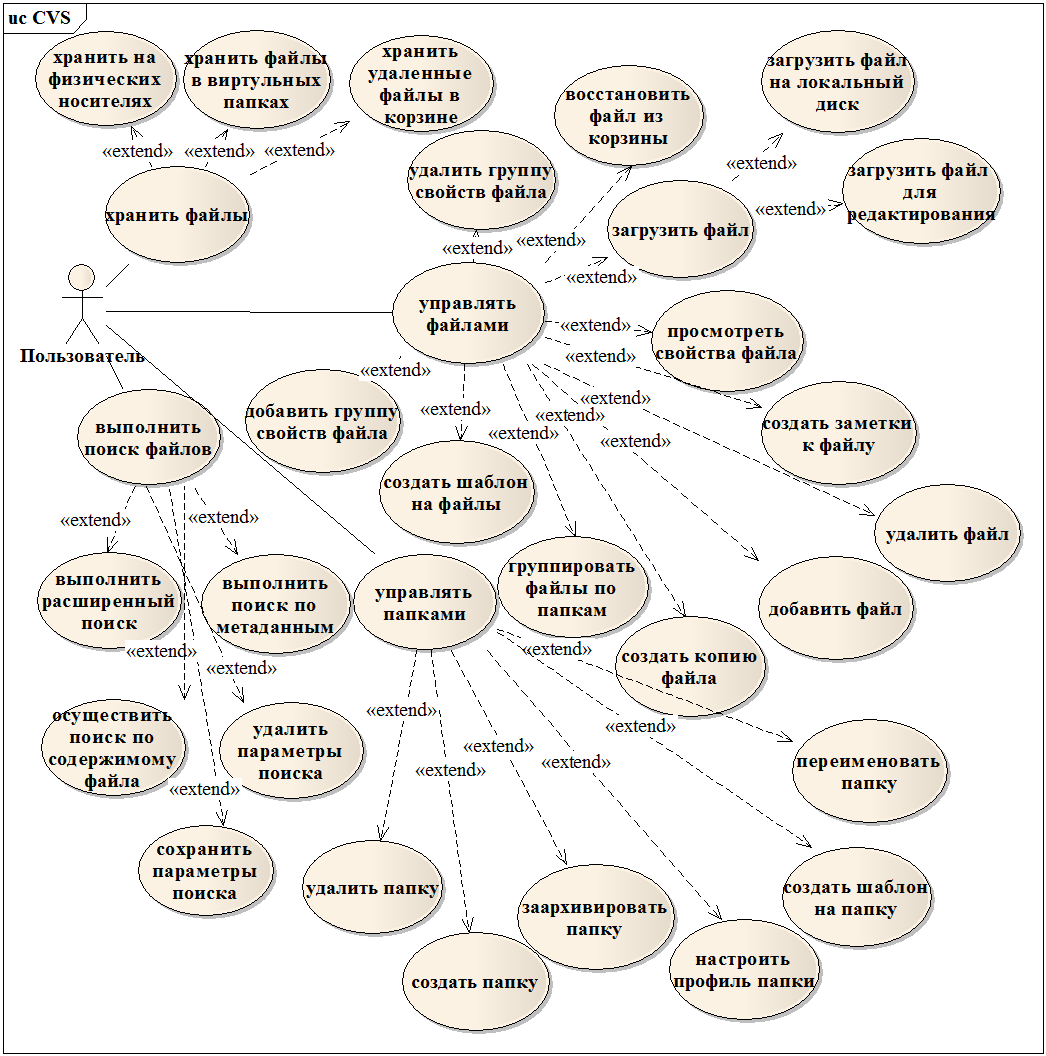 uc CVS
хранить на
физических
носителях
хранить файлы
в виртульных
папках
хранить
удаленные
файлы в
корзине
загрузить файл
на локальный
диск
восстановить
файл из
корзины
«extend»
«extend»
«extend»
удалить группу
свойств файла
«extend»
загрузить файл
для
редактирования
хранить файлы
загрузить файл
«extend»
«extend»
«extend»
«extend»
управлять
файлами
«extend»
просмотреть
свойства файла
Пользователь
«extend»
«extend»
добавить группу
свойств файла
«extend»
«extend»
«extend»
создать заметки
к файлу
выполнить
поиск файлов
«extend»
«extend»
создать шаблон
на файлы
«extend»
«extend»
удалить файл
выполнить
расширенный
поиск
выполнить
поиск по
метаданным
управлять
папками
группировать
файлы по
папкам
добавить файл
«extend»
«extend»
«extend»
создать копию
файла
осуществить
поиск по
содержимому
файла
удалить
параметры
поиска
«extend»
«extend»
«extend»
«extend»
«extend»
«extend»
переименовать
папку
сохранить
параметры
поиска
удалить папку
заархивировать
папку
создать шаблон
на папку
создать папку
настроить
профиль папки